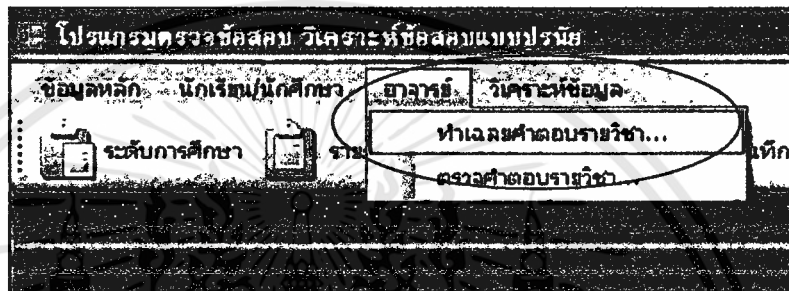 โปรแกรมตรวจข้อสอบ วิเคราะห์ข้อสอบแบบปรนัย
ข้อมูลหลัก นักเรียน/นักศึกษา อาจารย์ วิเคราะห์ข้อมูล
ทำเฉลยคำตอบรายวิชา...
ระดับการศึกษา ราย
ตรวจคำตอบรายวิชา...